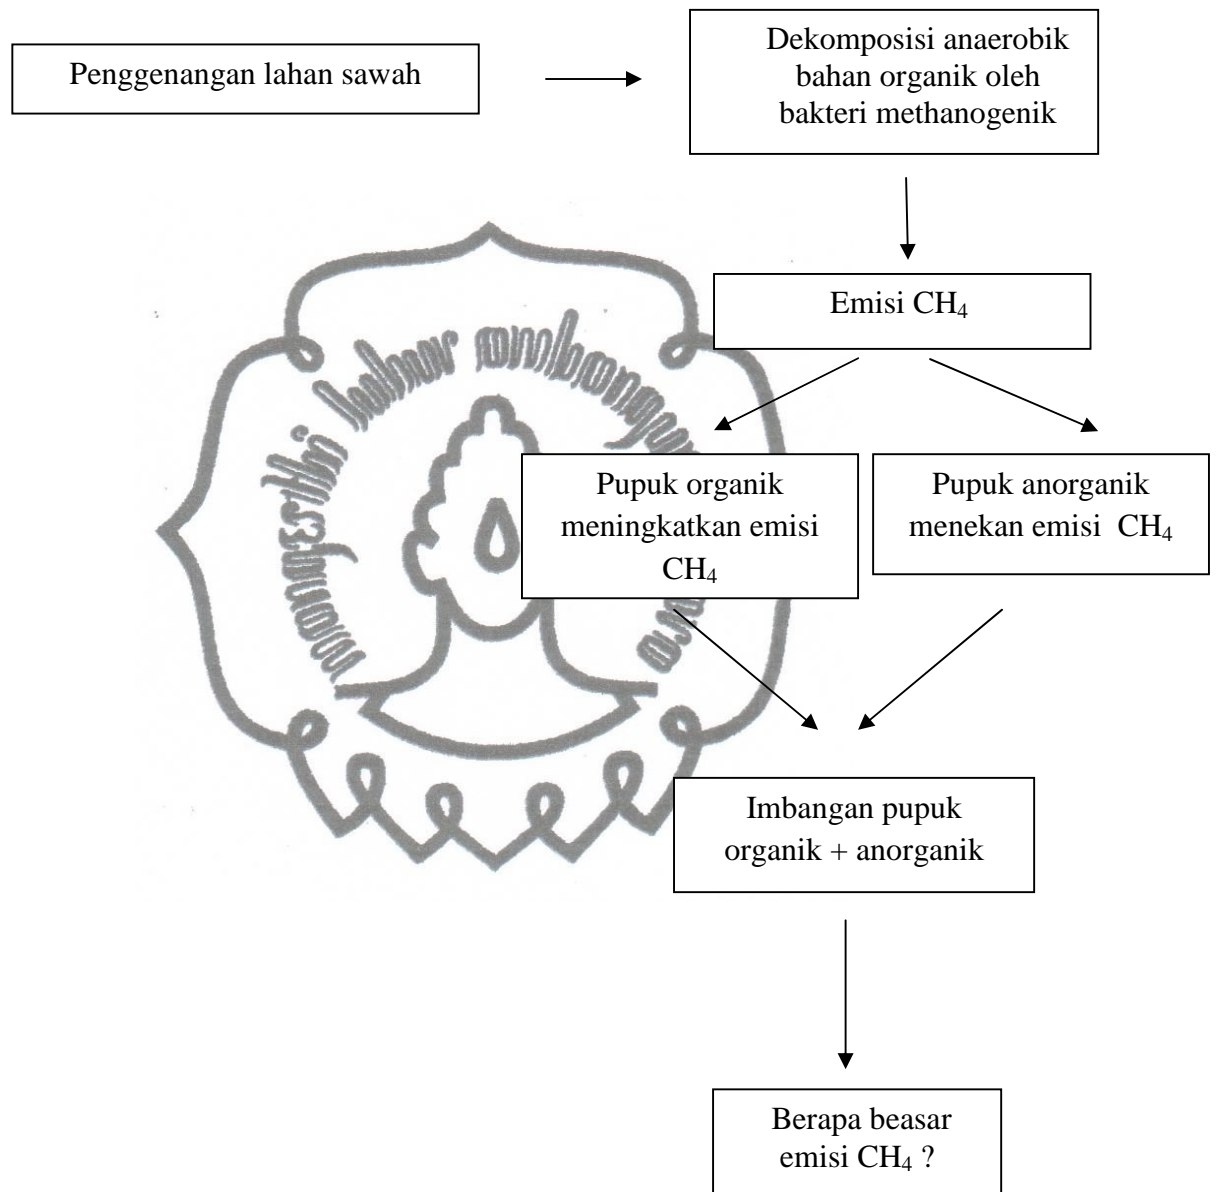 Penggenangan lahan sawah
Dekomposisi anaerobik
bahan organik oleh
bakteri methanogenik
Emisi CH₄
Pupuk organik
meningkatkan emisi
CH₄
Pupuk anorganik
menekan emisi CH₄
Imbangan pupuk
organik + anorganik
Berapa beasar
emisi CH₄ ?